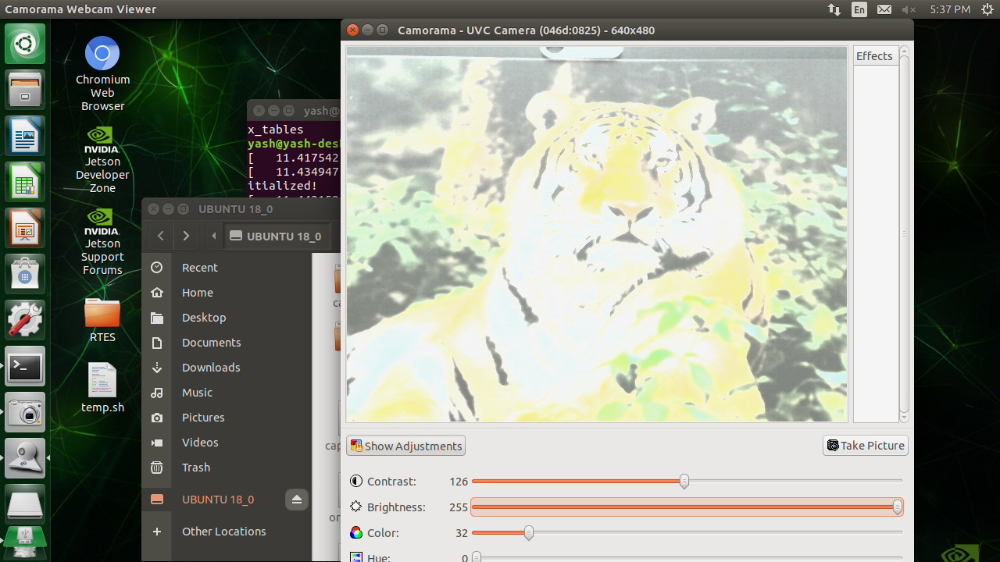 Camorama Webcam Viewer
En
5:37 PM
Chromium
Web
Browser
NVIDIA.
Jetson
Developer
Zone
NVIDIA.
Jetson
Support
Forums
RTES
temp.sh
yash@
x_tables
yash@yash-des
[ 11.417542
[ 11.434947
itialized!
UBUNTU 18_0
UBUNTU 18_0
Recent
Home
Desktop
Documents
Downloads
Music
Pictures
Videos
Trash
UBUNTU 18_0
Other Locations
ca
cap
or
Camorama - UVC Camera (046d:0825) - 640x480
Effects
Show Adjustments
Take Picture
Contrast: 126
Brightness: 255
Color: 32
Hue: 0